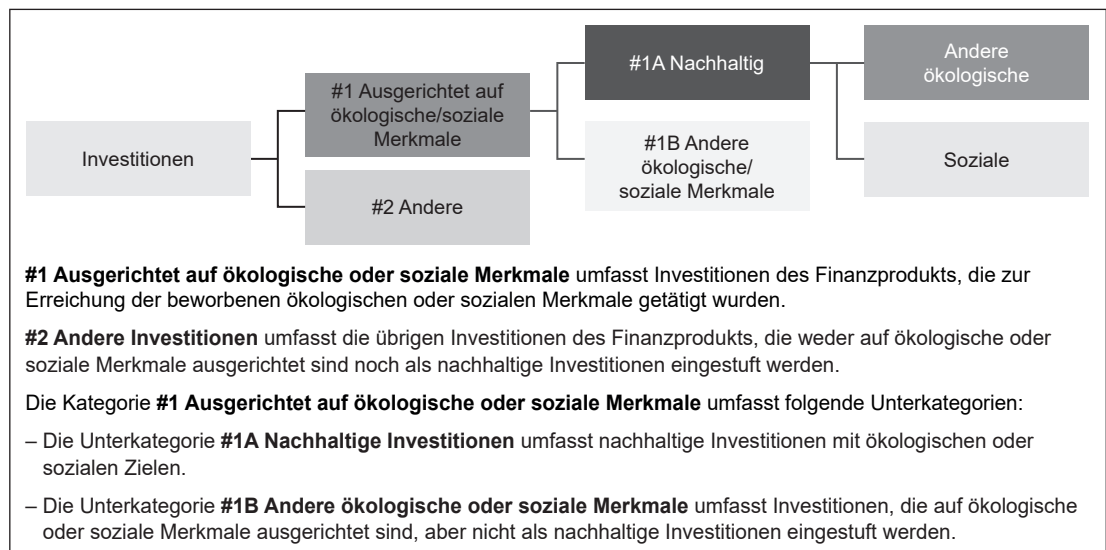 Investitionen
#1 Ausgerichtet auf
ökologische/soziale
Merkmale
#2 Andere
#1A Nachhaltig
#1B Andere
ökologische/
soziale Merkmale
Andere
ökologische
Soziale
#1 Ausgerichtet auf ökologische oder soziale Merkmale umfasst Investitionen des Finanzprodukts, die zur
Erreichung der beworbenen ökologischen oder sozialen Merkmale getätigt wurden.
#2 Andere Investitionen umfasst die übrigen Investitionen des Finanzprodukts, die weder auf ökologische oder
soziale Merkmale ausgerichtet sind noch als nachhaltige Investitionen eingestuft werden.
Die Kategorie #1 Ausgerichtet auf ökologische oder soziale Merkmale umfasst folgende Unterkategorien:
– Die Unterkategorie #1A Nachhaltige Investitionen umfasst nachhaltige Investitionen mit ökologischen oder
sozialen Zielen.
– Die Unterkategorie #1B Andere ökologische oder soziale Merkmale umfasst Investitionen, die auf ökologische
oder soziale Merkmale ausgerichtet sind, aber nicht als nachhaltige Investitionen eingestuft werden.